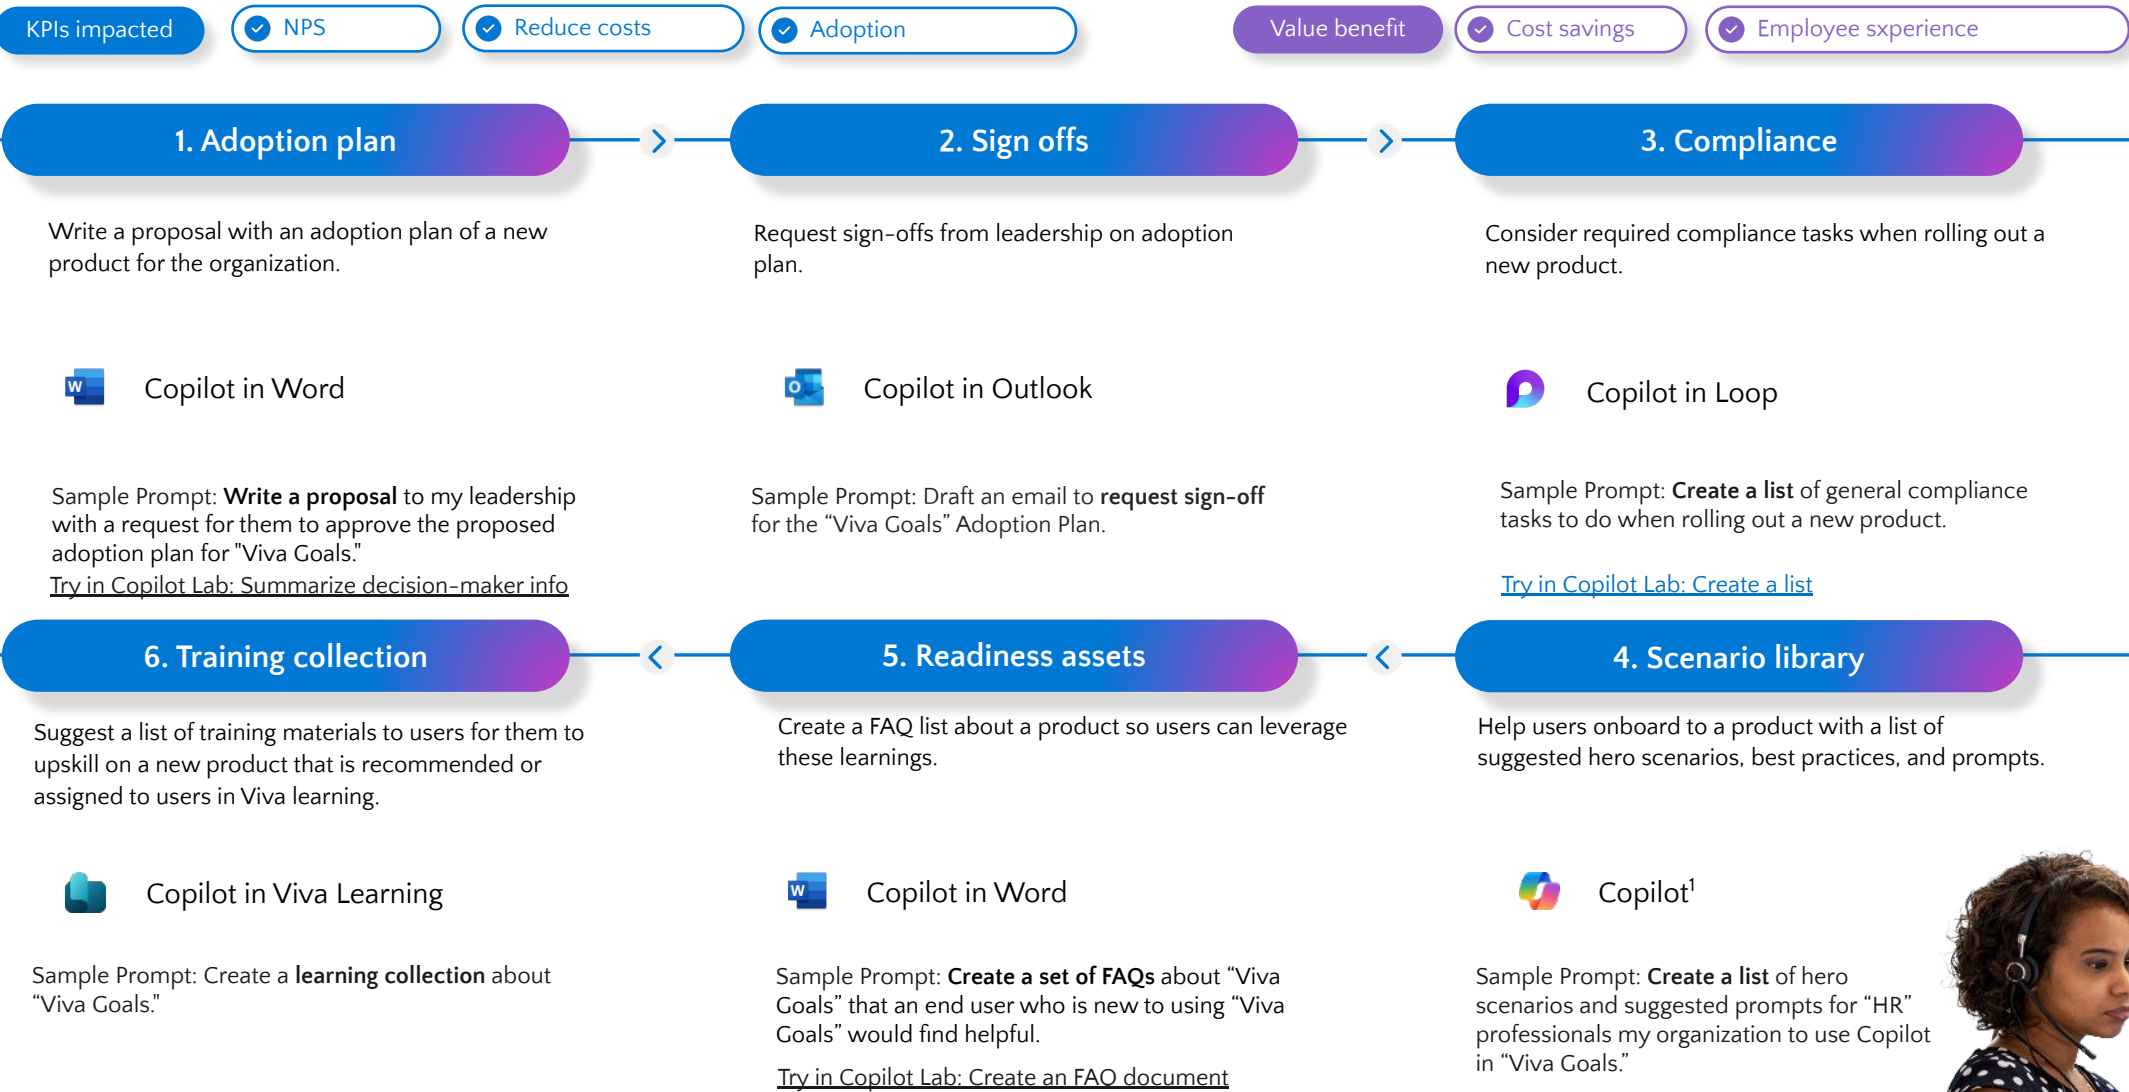 KPIs impacted
NPS
Reduce costs
Adoption
Value benefit
Cost savings
Employee sxperience
1. Adoption plan
Write a proposal with an adoption plan of a new
product for the organization.
W
Copilot in Word
Sample Prompt: Write a proposal to my leadership
with a request for them to approve the proposed
adoption plan for "Viva Goals."
Try in Copilot Lab: Summarize decision-maker info
2. Sign offs
Request sign-offs from leadership on adoption
plan.
O
Copilot in Outlook
Sample Prompt: Draft an email to request sign-off
for the “Viva Goals” Adoption Plan.
3. Compliance
Consider required compliance tasks when rolling out a
new product.
Copilot in Loop
Sample Prompt: Create a list of general compliance
tasks to do when rolling out a new product.
Try in Copilot Lab: Create a list
4. Scenario library
Help users onboard to a product with a list of
suggested hero scenarios, best practices, and prompts.
Copilot¹
Sample Prompt: Create a list of hero
scenarios and suggested prompts for “HR”
professionals my organization to use Copilot
in “Viva Goals.”
5. Readiness assets
Create a FAQ list about a product so users can leverage
these learnings.
W
Copilot in Word
Sample Prompt: Create a set of FAQs about “Viva
Goals” that an end user who is new to using “Viva
Goals” would find helpful.
Try in Copilot Lab: Create an FAQ document
6. Training collection
Suggest a list of training materials to users for them to
upskill on a new product that is recommended or
assigned to users in Viva learning.
Copilot in Viva Learning
Sample Prompt: Create a learning collection about
“Viva Goals."